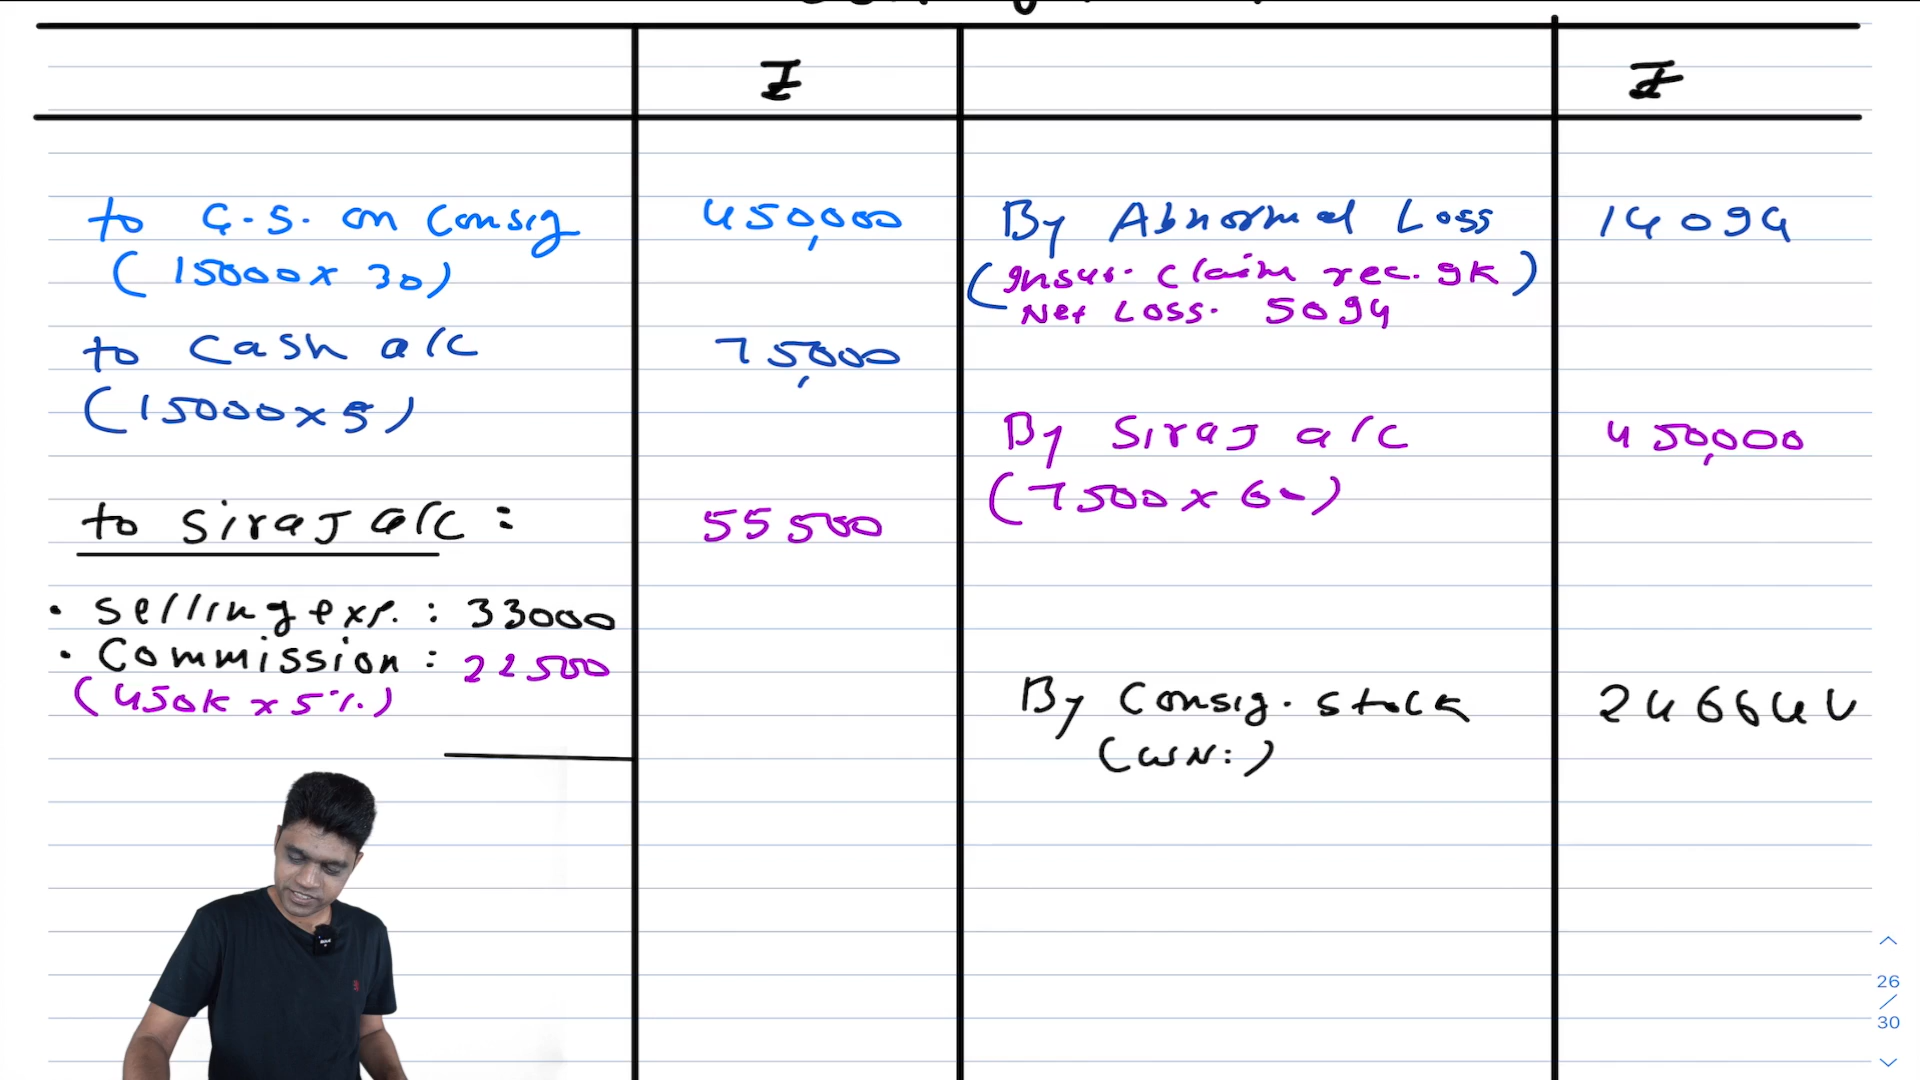 ₹ ₹
to G.S. on Consig 450,000
(15000 x 30)
to Cash a/c 75,000
(15000 x 5)
to Siraj a/c : 55500
• Selling exp. : 33000
• Commission : 22500
(450K x 5%)
By Abnormal Loss 14094
(Insur. Claim rec. 9K)
Net Loss. 5094
By Siraj a/c 450,000
(7500 x 60)
By Consig. Stock
(WN:)
26
/
30